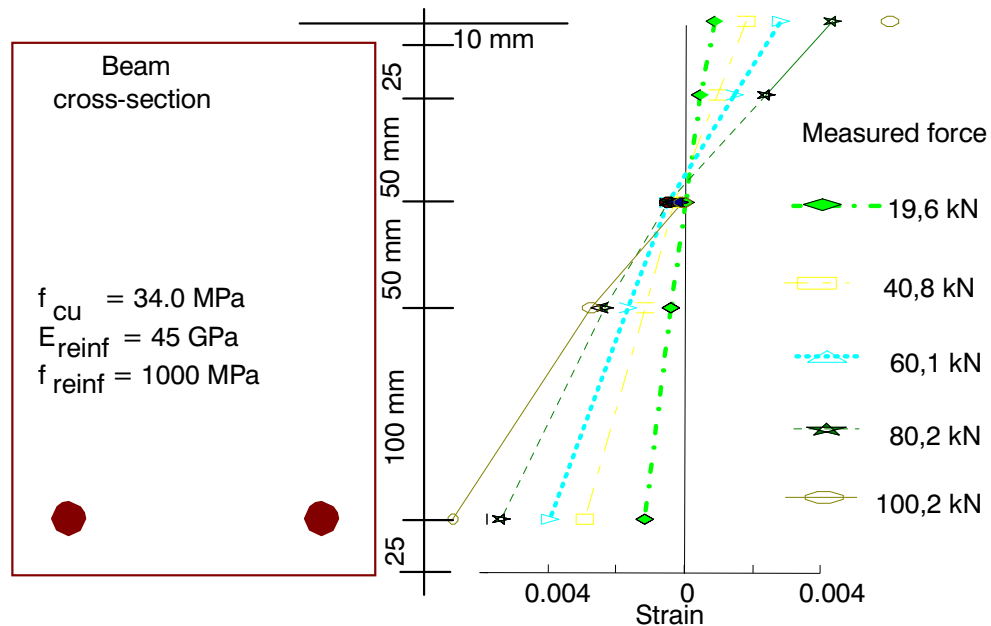 Beam
cross-section
f cu = 34.0 MPa
E reinf = 45 GPa
f reinf = 1000 MPa
10 mm
25
50 mm
50 mm
100 mm
25
Measured force
19,6 kN
40,8 kN
60,1 kN
80,2 kN
100,2 kN
0.004
0
0.004
Strain